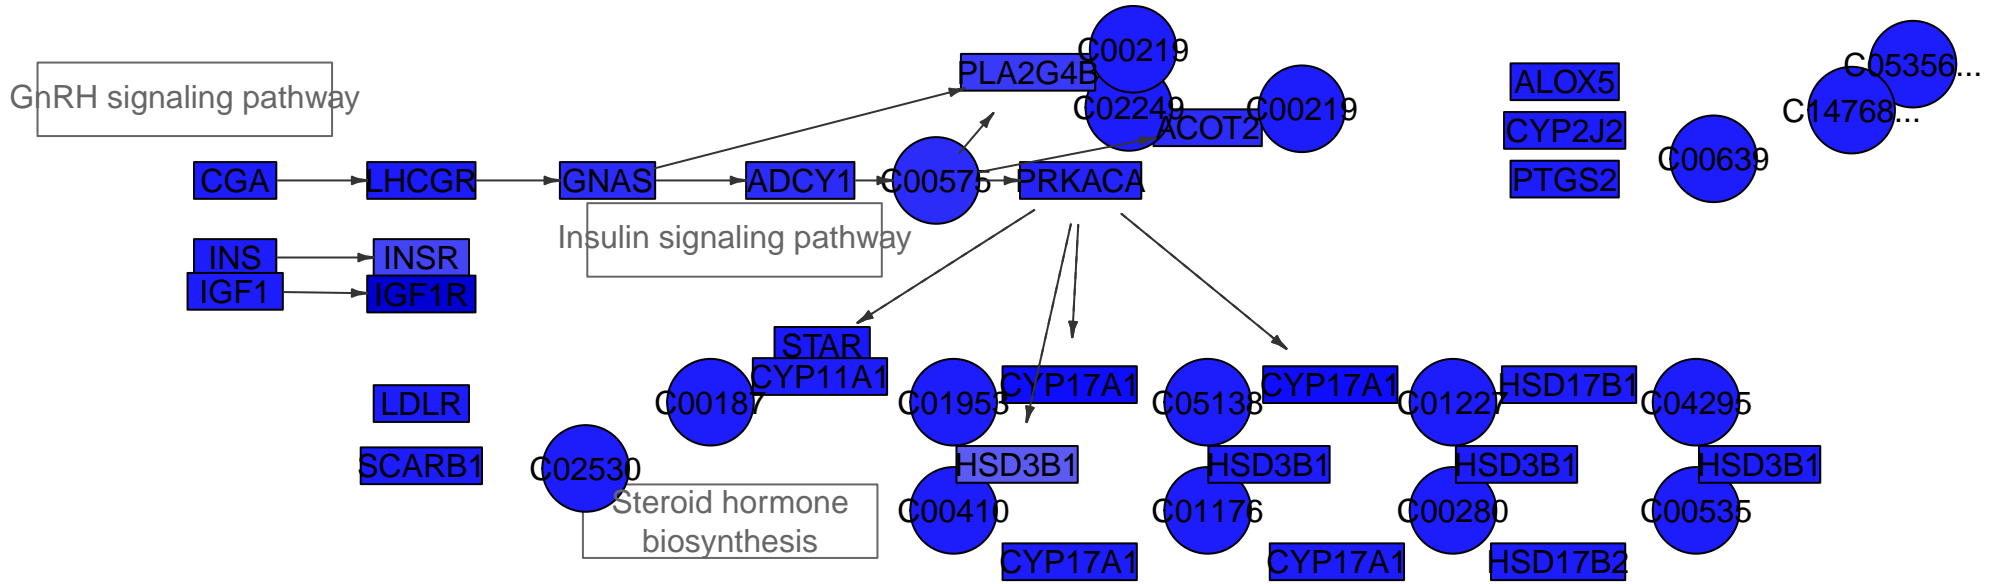 GnRH signaling pathway
PLA2G4B
C00219
C02249
ACOT2
C00219
ALOX5
CYP2J2
PTGS2
C00639
C14768...
C05356...
CGA
LHCGR
GNAS
ADCY1
C00575
PRKACA
Insulin signaling pathway
INS
INSR
IGF1
IGF1R
STAR
CYP11A1
C00187
C01953
CYP17A1
C05138
CYP17A1
C01227
HSD17B1
C04295
LDLR
SCARB1
C02530
HSD3B1
HSD3B1
HSD3B1
HSD3B1
Steroid hormone
biosynthesis
C00410
C01176
C00280
C00535
CYP17A1
CYP17A1
HSD17B2